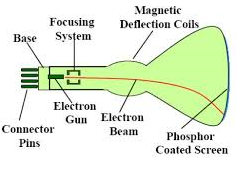 Magnetic
Deflection Coils
Focusing
System
Base
Electron
Gun
Electron
Beam
Connector
Pins
Phosphor
Coated Screen